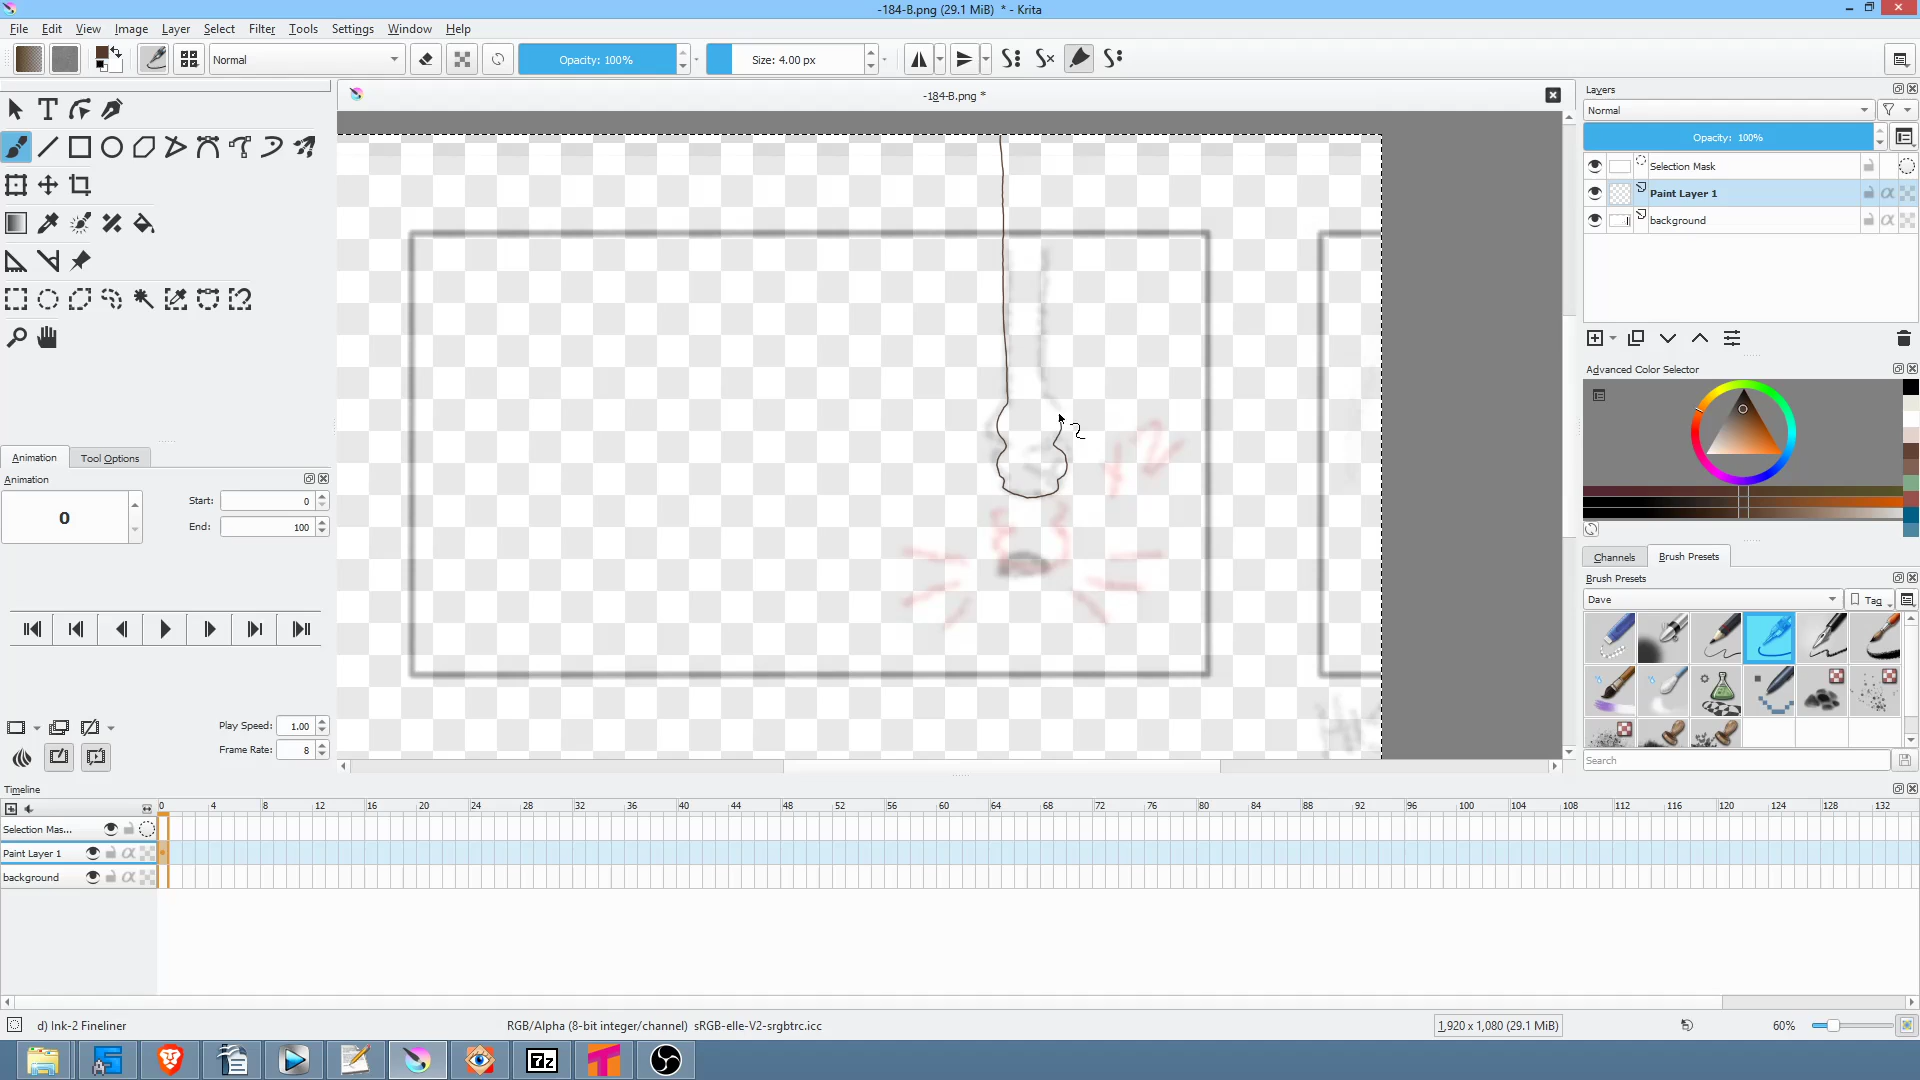 -184-B.png (29.1 MiB) * - Krita
File Edit View Image Layer Select Filter Tools Settings Window Help
Normal Opacity: 100% Size: 4.00 px
-184-B.png *
Layers
Normal
Opacity: 100%
Selection Mask
Paint Layer 1
background
Advanced Color Selector
Animation Tool Options
Animation
0
Start: 0
End: 100
x2
Channels Brush Presets
Brush Presets
Dave Tag
Search
Play Speed: 1.00
Frame Rate: 8
Timeline
0 4 8 12 16 20 24 28 32 36 40 44 48 52 56 60 64 68 72 76 80 84 88 92 96 100 104 108 112 116 120 124 128 132
Selection Mas...
Paint Layer 1
background
d) Ink-2 Fineliner RGB/Alpha (8-bit integer/channel) sRGB-elle-V2-srgbtrc.icc 1,920 x 1,080 (29.1 MiB) 60%
7z